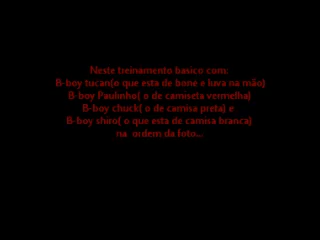 Neste treinamento basico com:
B-boy tucan(o que esta de bone e luva na mão)
B-boy Paulinho( o de camiseta vermelha)
B-boy chuck( o de camisa preta) e
B-boy shiro( o que esta de camisa branca)
na ordem da foto...